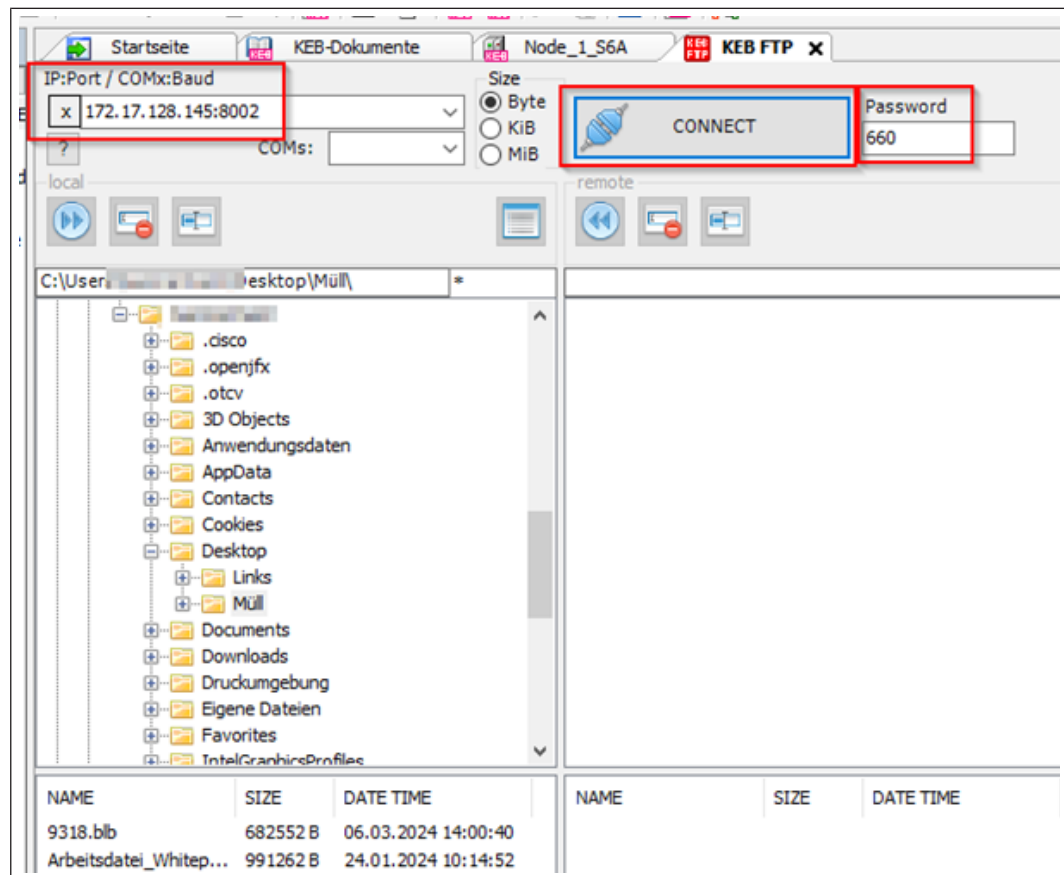 Startseite
KEB-Dokumente
Node_1_S6A
KEB FTP x
IP:Port / COMx:Baud
Size
x 172.17.128.145:8002
Byte
KiB
MiB
CONNECT
Password
660
? COMs:
local
remote
C:\User
esktop\Müll\
*
.cisco
.openjfx
.otcv
3D Objects
Anwendungsdaten
AppData
Contacts
Cookies
Desktop
Links
Müll
Documents
Downloads
Druckumgebung
Eigene Dateien
Favorites
IntelGraphicsProfiles
NAME SIZE DATE TIME
NAME SIZE DATE TIME
9318.blb 682552 B 06.03.2024 14:00:40
Arbeitsdatei_Whitep... 991262 B 24.01.2024 10:14:52